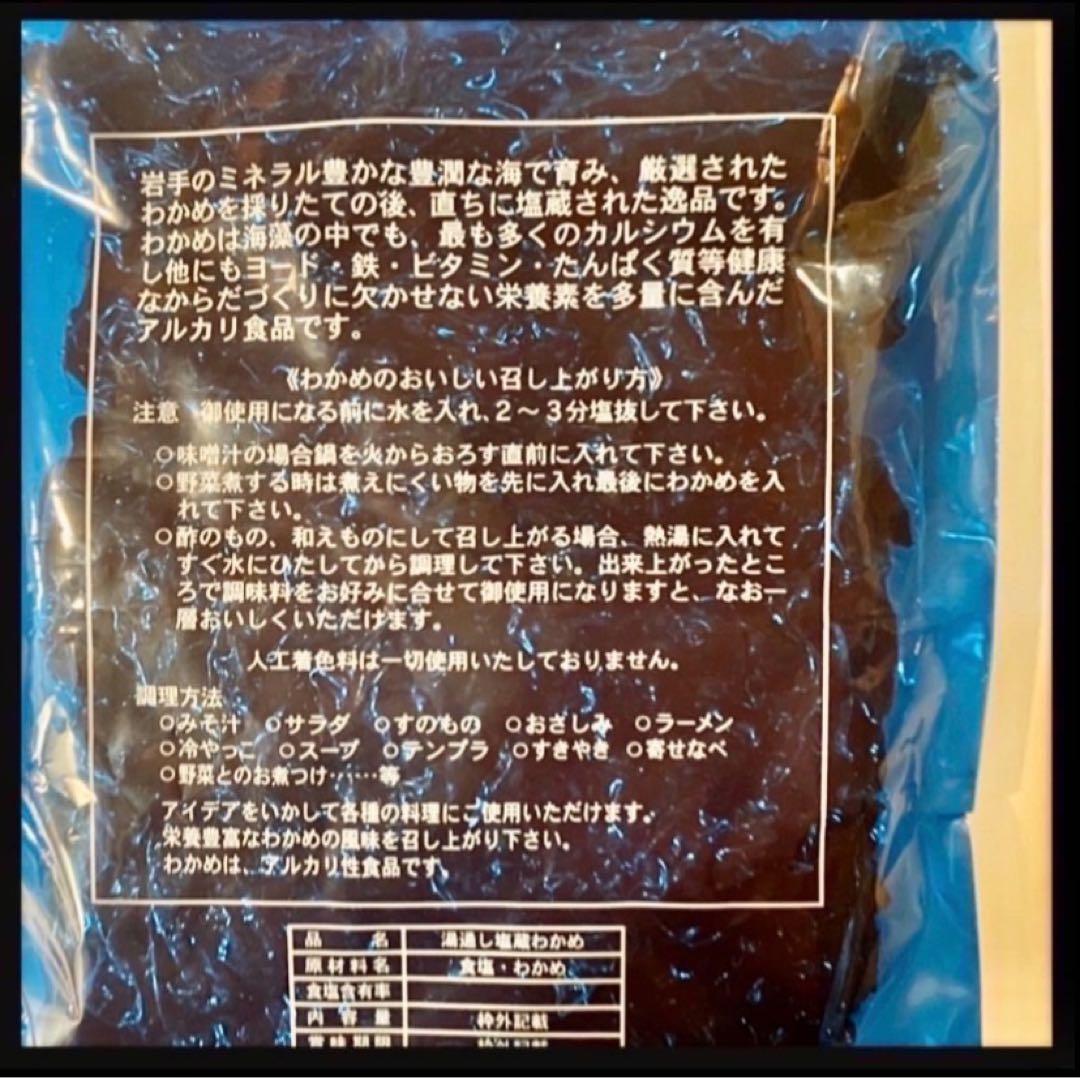 岩手のミネラル豊かな豊潤な海で育み、厳選された
わかめを採りたての後、直ちに塩蔵された逸品です。
わかめは海藻の中でも、最も多くのカルシウムを有
し他にもヨード・鉄・ビタミン・たんぱく質等健康
なからだづくりに欠かせない栄養素を多量に含んだ
アルカリ食品です。
《わかめのおいしい召し上がり方》
注意 御使用になる前に水を入れ、2〜3分塩抜して下さい。
○味噌汁の場合鍋を火からおろす直前に入れて下さい。
○野菜煮する時は煮えにくい物を先に入れ最後にわかめを入
れて下さい。
○酢のもの、和えものにして召し上がる場合、熱湯に入れて
すぐ水にひたしてから調理して下さい。出来上がったとこ
ろで調味料をお好みに合せて御使用になりますと、なお一
層おいしくいただけます。
人工着色料は一切使用いたしておりません。
調理方法
○みそ汁 ○サラダ ○すのもの ○おさしみ ○ラーメン
○冷やっこ ○スープ ○テンプラ ○すきやき ○寄せなべ
○野菜とのお煮つけ……等
アイデアをいかして各種の料理にご使用いただけます。
栄養豊富なわかめの風味を召し上がり下さい。
わかめは、アルカリ性食品です。
品名 湯通し塩蔵わかめ
原材料名 食塩・わかめ
食塩含有率
内容量 枠外記載
賞味期限 枠外記載